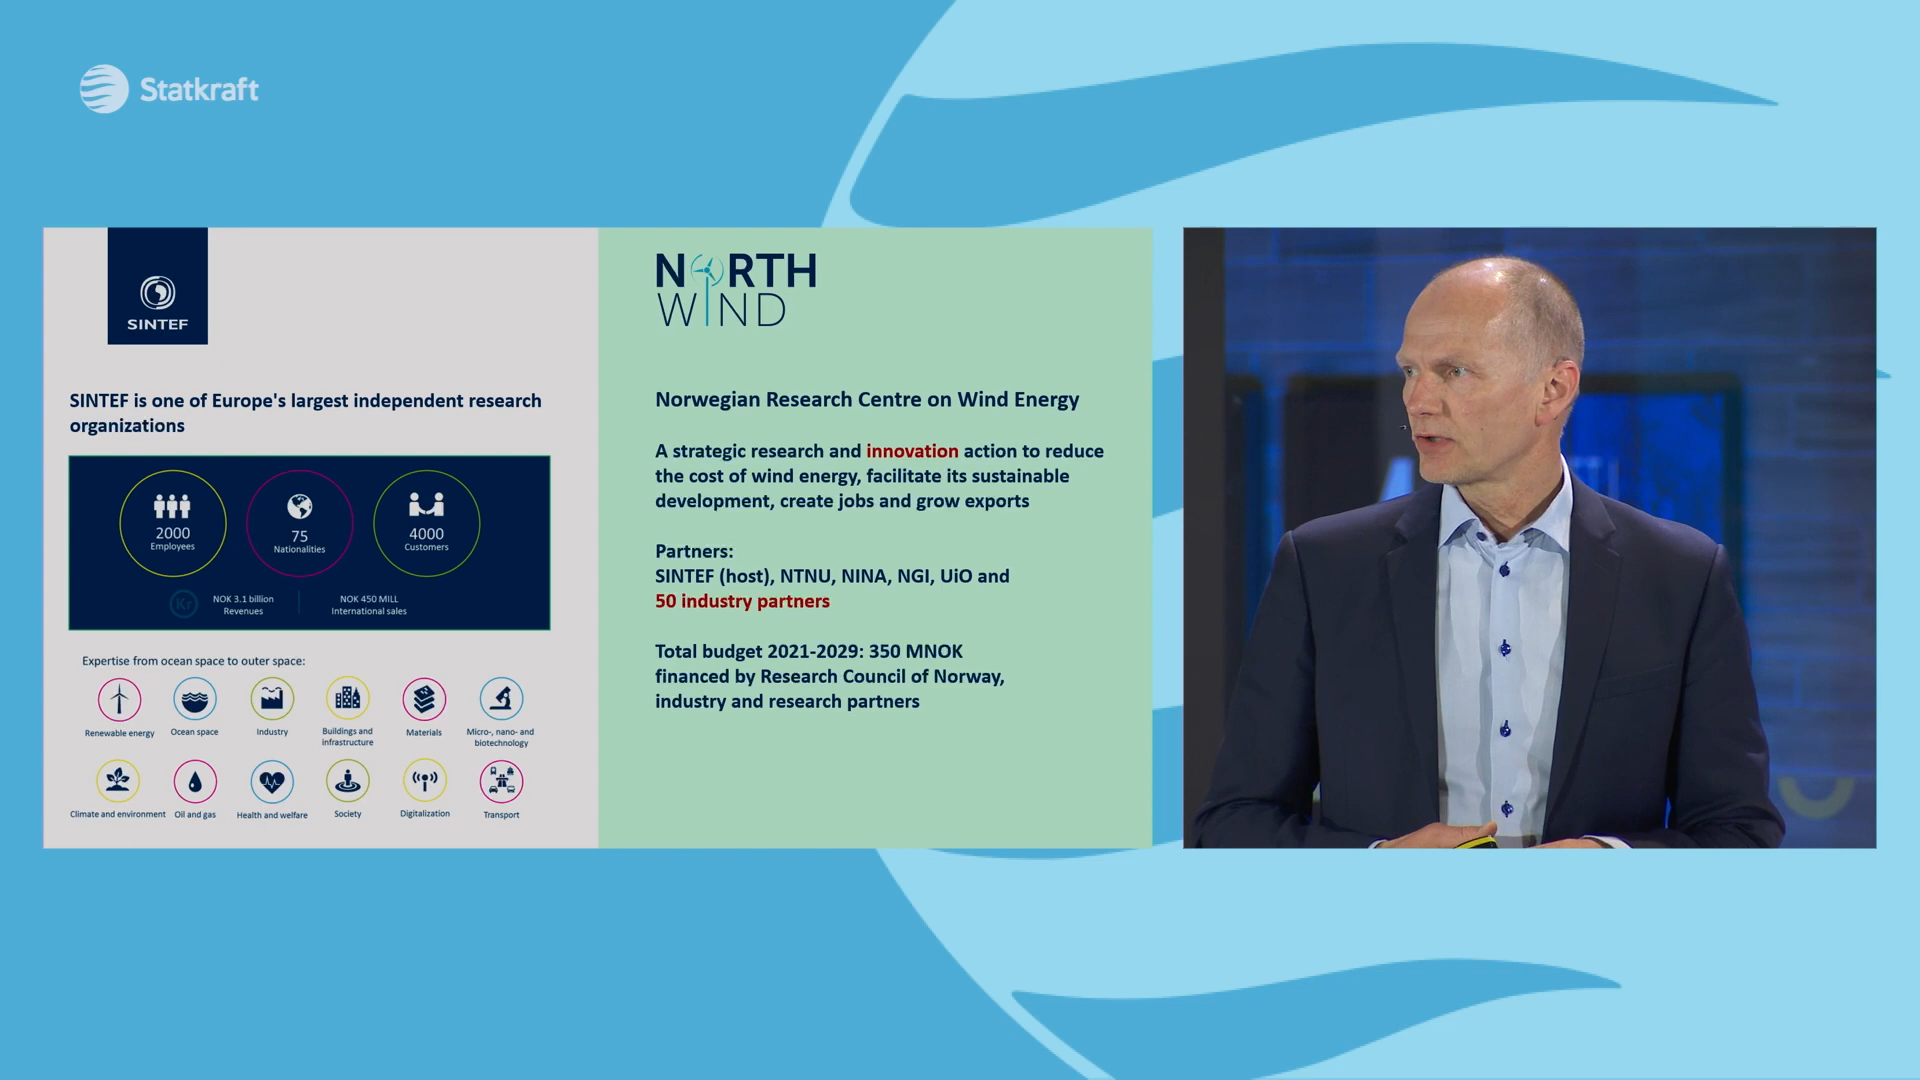 Statkraft
SINTEF
SINTEF is one of Europe's largest independent research
organizations
2000
Employees
75
Nationalities
4000
Customers
Kr
NOK 3.1 billion
Revenues
NOK 450 MILL
International sales
Expertise from ocean space to outer space:
Renewable energy
Ocean space
Industry
Buildings and
infrastructure
Materials
Micro-, nano- and
biotechnology
Climate and environment
Oil and gas
Health and welfare
Society
Digitalization
Transport
NORTH
WIND
Norwegian Research Centre on Wind Energy
A strategic research and innovation action to reduce
the cost of wind energy, facilitate its sustainable
development, create jobs and grow exports
Partners:
SINTEF (host), NTNU, NINA, NGI, UiO and
50 industry partners
Total budget 2021-2029: 350 MNOK
financed by Research Council of Norway,
industry and research partners